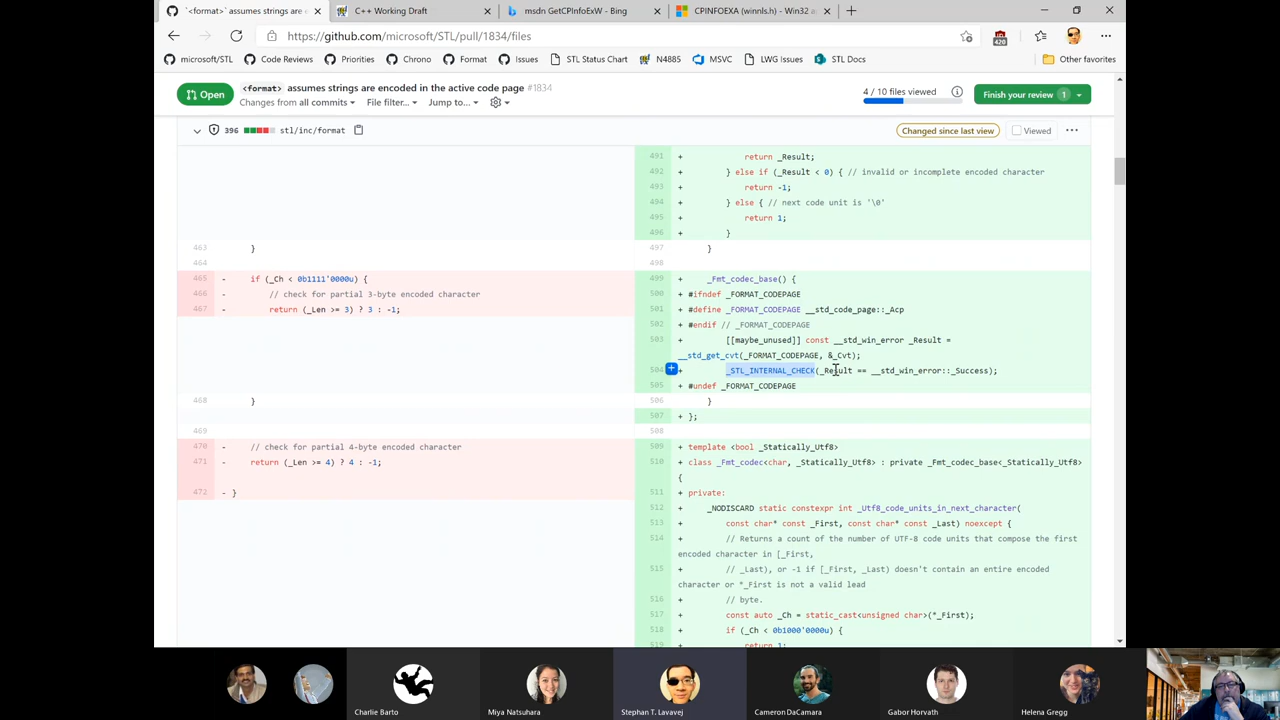 `<format>` assumes strings are e
C++ Working Draft
msdn GetCPInfoExW - Bing
CPINFOEXA (winnls.h) - Win32 a
https://github.com/microsoft/STL/pull/1834/files
420
microsoft/STL
Code Reviews
Priorities
Chrono
Format
Issues
STL Status Chart
N4885
MSVC
LWG Issues
STL Docs
Other favorites
Open
<format> assumes strings are encoded in the active code page #1834
Changes from all commits
File filter...
Jump to...
4 / 10 files viewed
Finish your review 1
396 stl/inc/format
Changed since last view
Viewed
491 + return _Result;
492 + } else if (_Result < 0) { // invalid or incomplete encoded character
493 + return -1;
494 + } else { // next code unit is '\0'
495 + return 1;
496 + }
463 } 497 }
464 498
465 - if (_Ch < 0b1111'0000u) { 499 + _Fmt_codec_base() {
466 - // check for partial 3-byte encoded character 500 + #ifndef _FORMAT_CODEPAGE
467 - return (_Len >= 3) ? 3 : -1; 501 + #define _FORMAT_CODEPAGE __std_code_page::_Acp
502 + #endif // _FORMAT_CODEPAGE
503 + [[maybe_unused]] const __std_win_error _Result =
__std_get_cvt(_FORMAT_CODEPAGE, &_Cvt);
504 + _STL_INTERNAL_CHECK(_Result == __std_win_error::_Success);
505 + #undef _FORMAT_CODEPAGE
468 } 506 }
507 + };
469 508
470 - // check for partial 4-byte encoded character 509 + template <bool _Statically_Utf8>
471 - return (_Len >= 4) ? 4 : -1; 510 + class _Fmt_codec<char, _Statically_Utf8> : private _Fmt_codec_base<_Statically_Utf8>
{
472 - } 511 + private:
512 + _NODISCARD static constexpr int _Utf8_code_units_in_next_character(
513 + const char* const _First, const char* const _Last) noexcept {
514 + // Returns a count of the number of UTF-8 code units that compose the first
encoded character in [_First,
515 + // _Last), or -1 if [_First, _Last) doesn't contain an entire encoded
character or *_First is not a valid lead
516 + // byte.
517 + const auto _Ch = static_cast<unsigned char>(*_First);
518 + if (_Ch < 0b1000'0000u) {
519 + return 1;
Charlie Barto
Miya Natsuhara
Stephan T. Lavavej
Cameron DaCamara
Gabor Horvath
Helena Gregg